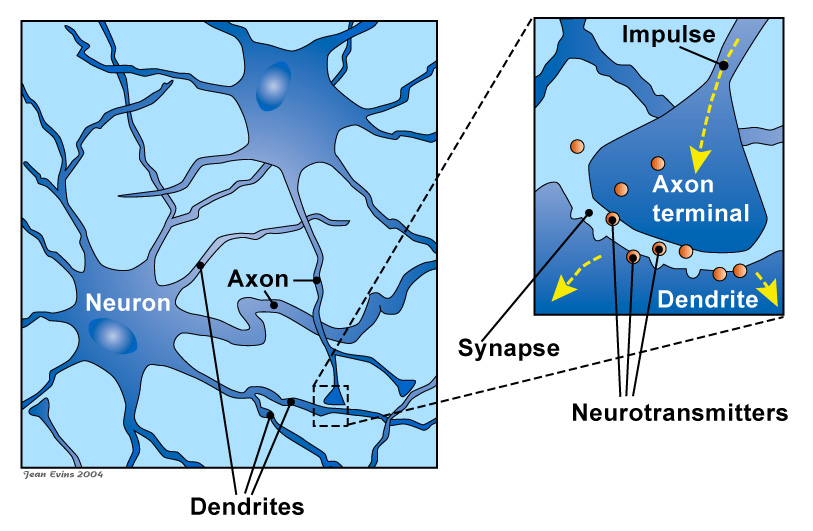 Impulse
Axon
terminal
Axon
Neuron
Dendrite
Synapse
Neurotransmitters
Jean Evins 2004
Dendrites